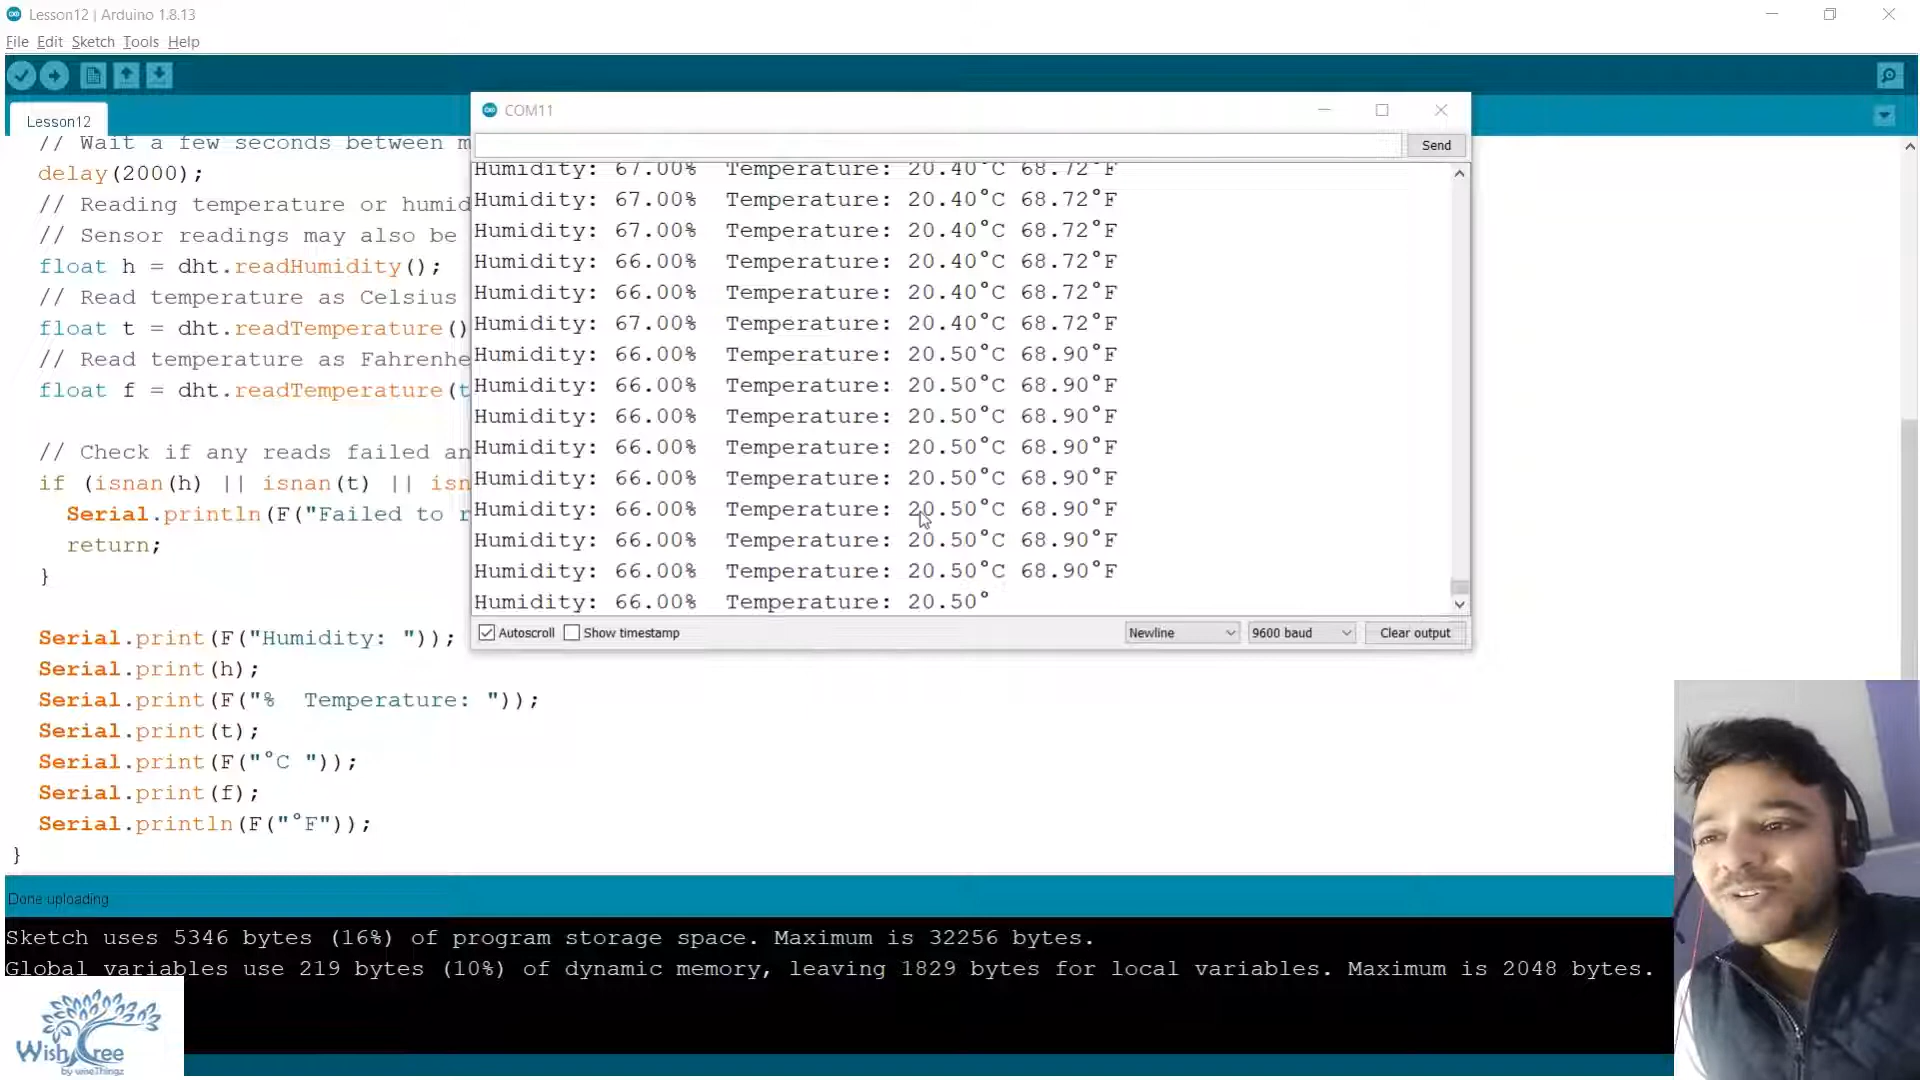 Lesson12 | Arduino 1.8.13
File Edit Sketch Tools Help
Lesson12
// Wait a few seconds between m
delay(2000);
// Reading temperature or humid
// Sensor readings may also be
float h = dht.readHumidity();
// Read temperature as Celsius
float t = dht.readTemperature()
// Read temperature as Fahrenhe
float f = dht.readTemperature(t
// Check if any reads failed an
if (isnan(h) || isnan(t) || isn
Serial.println(F("Failed to r
return;
}
Serial.print(F("Humidity: "));
Serial.print(h);
Serial.print(F("%  Temperature: "));
Serial.print(t);
Serial.print(F("°C "));
Serial.print(f);
Serial.println(F("°F"));
}
COM11
Send
Humidity: 67.00%  Temperature: 20.40°C 68.72°F
Humidity: 67.00%  Temperature: 20.40°C 68.72°F
Humidity: 67.00%  Temperature: 20.40°C 68.72°F
Humidity: 66.00%  Temperature: 20.40°C 68.72°F
Humidity: 66.00%  Temperature: 20.40°C 68.72°F
Humidity: 67.00%  Temperature: 20.40°C 68.72°F
Humidity: 66.00%  Temperature: 20.50°C 68.90°F
Humidity: 66.00%  Temperature: 20.50°C 68.90°F
Humidity: 66.00%  Temperature: 20.50°C 68.90°F
Humidity: 66.00%  Temperature: 20.50°C 68.90°F
Humidity: 66.00%  Temperature: 20.50°C 68.90°F
Humidity: 66.00%  Temperature: 20.50°C 68.90°F
Humidity: 66.00%  Temperature: 20.50°C 68.90°F
Humidity: 66.00%  Temperature: 20.50°C 68.90°F
Humidity: 66.00%  Temperature: 20.50°
Autoscroll Show timestamp Newline 9600 baud Clear output
Done uploading
Sketch uses 5346 bytes (16%) of program storage space. Maximum is 32256 bytes.
Global variables use 219 bytes (10%) of dynamic memory, leaving 1829 bytes for local variables. Maximum is 2048 bytes.
WishTree
by wiseThingz